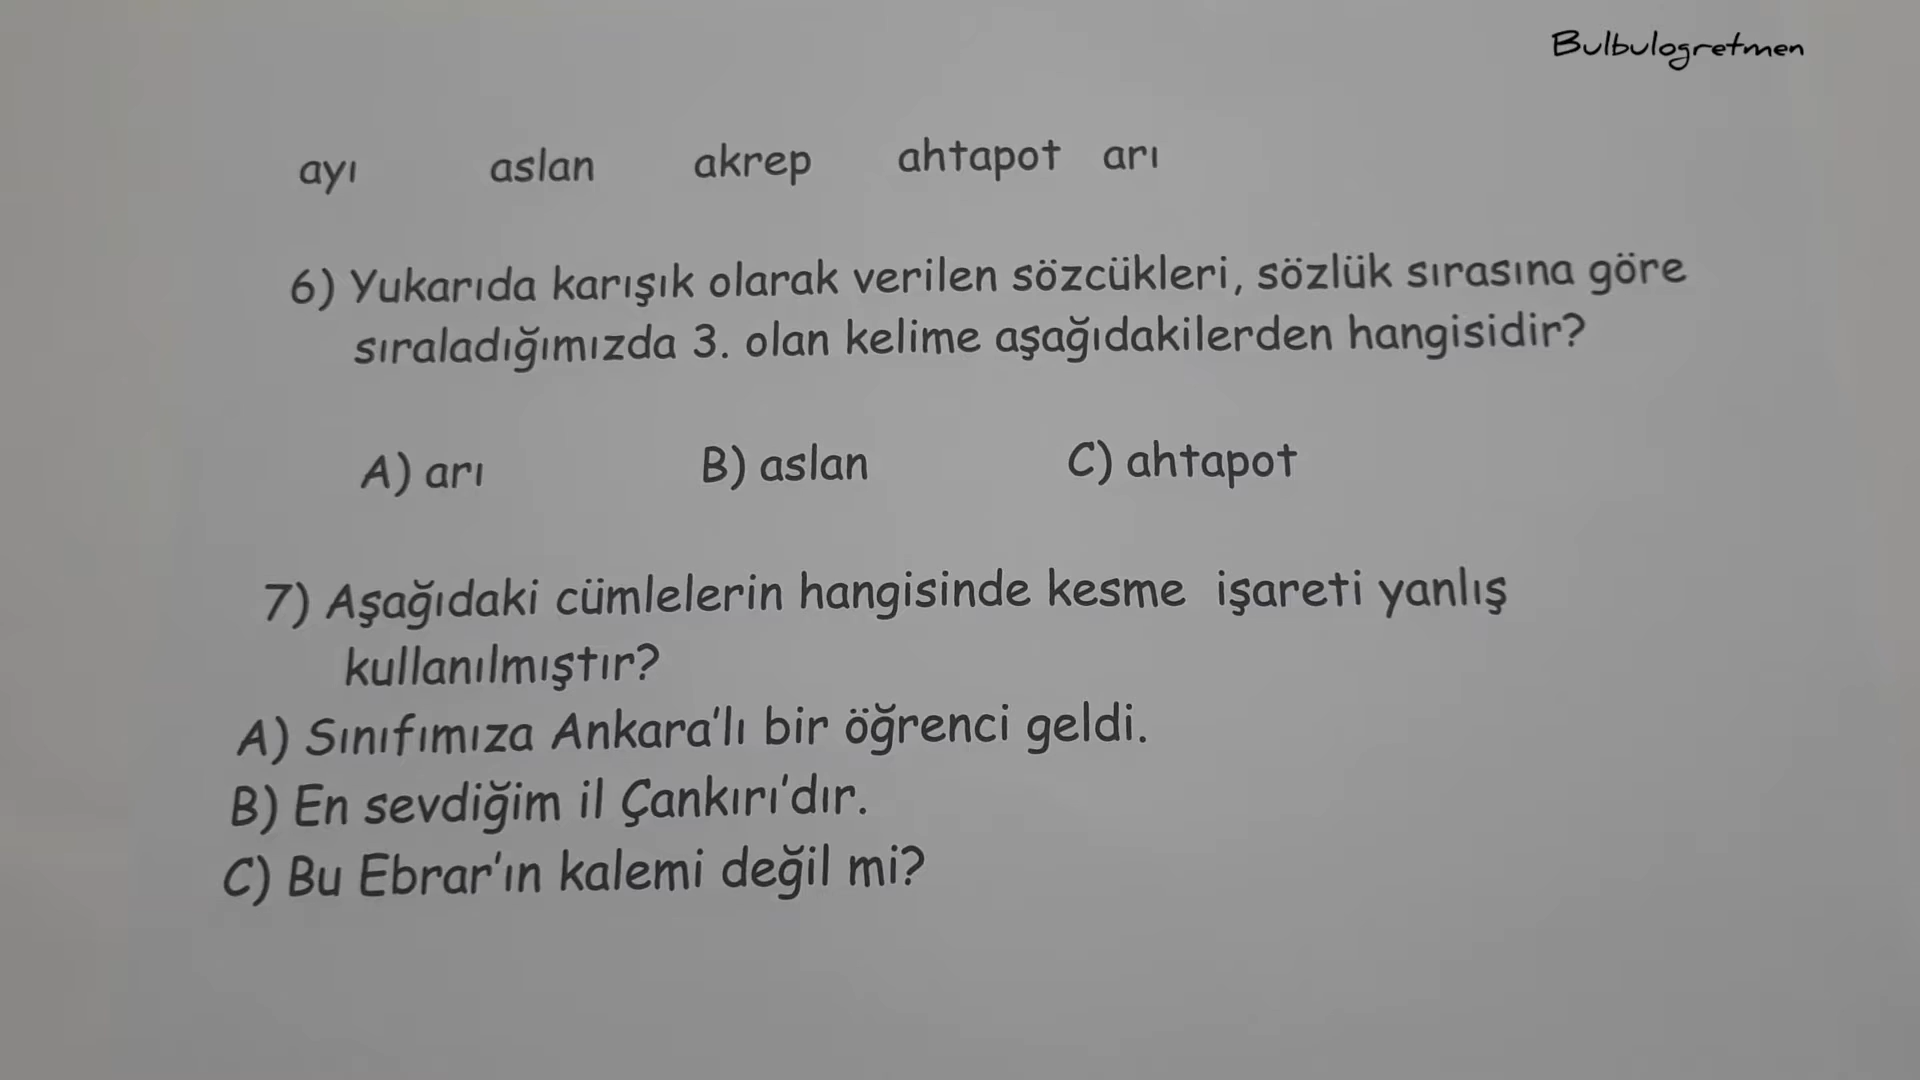 Bulbulogretmen
ayı aslan akrep ahtapot arı
6) Yukarıda karışık olarak verilen sözcükleri, sözlük sırasına göre
sıraladığımızda 3. olan kelime aşağıdakilerden hangisidir?
A) arı B) aslan C) ahtapot
7) Aşağıdaki cümlelerin hangisinde kesme işareti yanlış
kullanılmıştır?
A) Sınıfımıza Ankara'lı bir öğrenci geldi.
B) En sevdiğim il Çankırı'dır.
C) Bu Ebrar'ın kalemi değil mi?